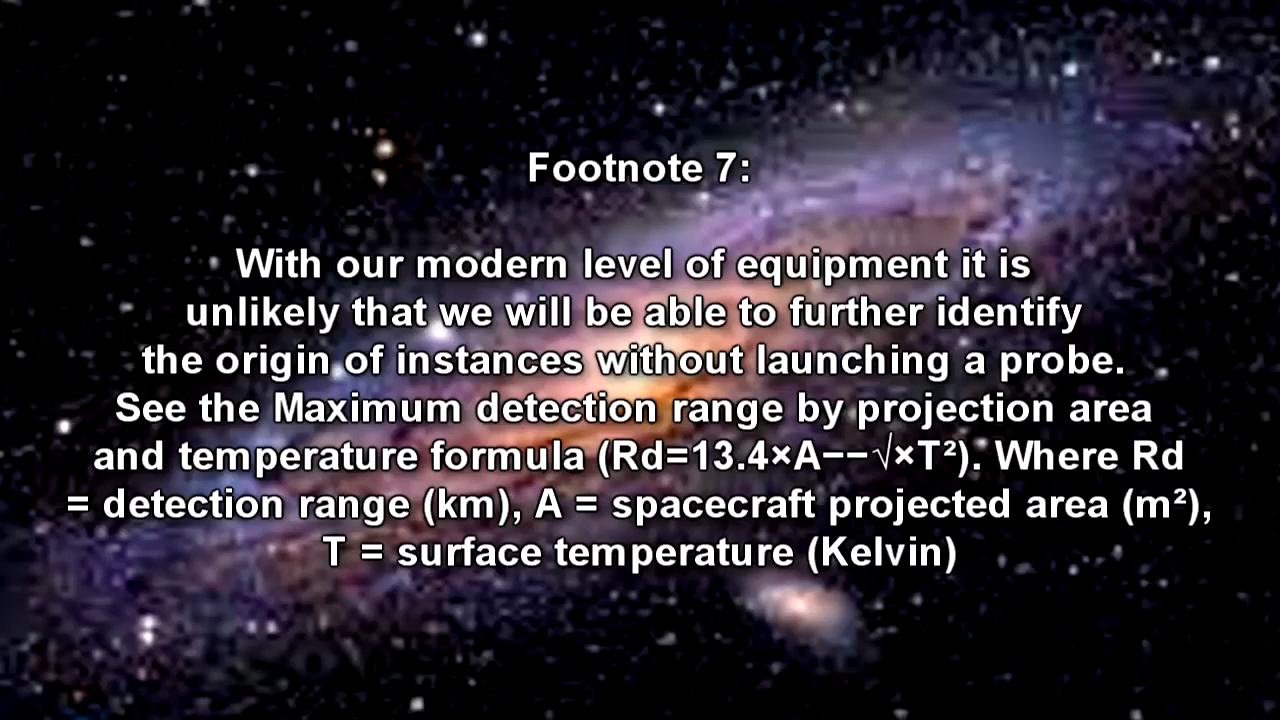 Footnote 7:
With our modern level of equipment it is
unlikely that we will be able to further identify
the origin of instances without launching a probe.
See the Maximum detection range by projection area
and temperature formula (Rd=13.4×A−−√×T²). Where Rd
= detection range (km), A = spacecraft projected area (m²),
T = surface temperature (Kelvin)